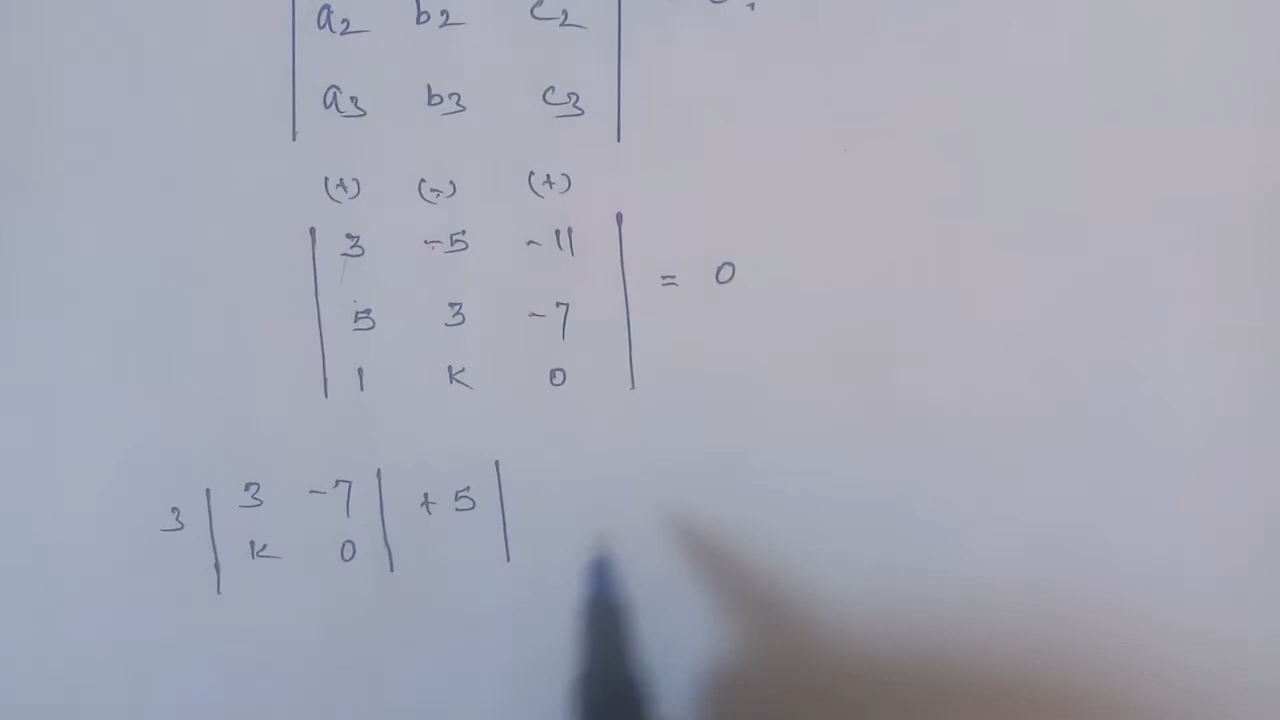 | a2 b2 c2 |
| a3 b3 c3 |
(+) (-) (+)
| 3 -5 -11 |
| 5 3 -7 | = 0
| 1 K 0 |
3 | 3 -7 | + 5 |
| K 0 |